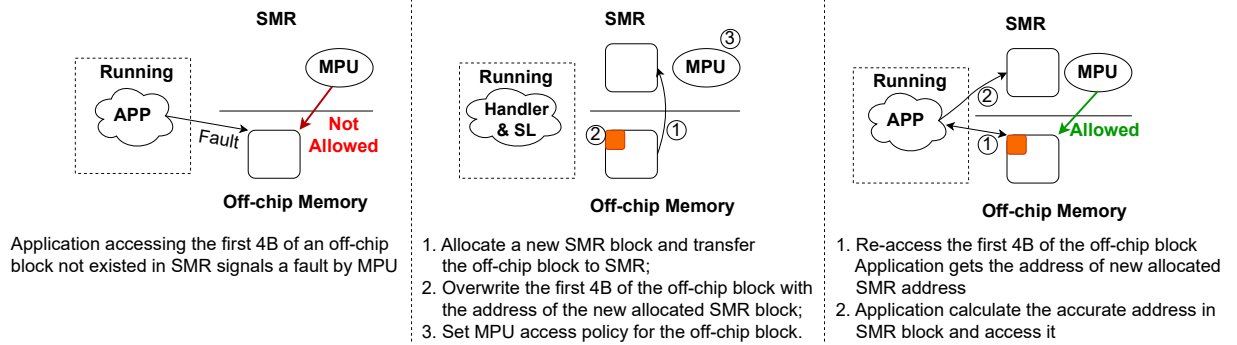 SMR
Running
MPU
APP
Fault
Not
Allowed
Off-chip Memory
Application accessing the first 4B of an off-chip
block not existed in SMR signals a fault by MPU
SMR
3
Running
MPU
Handler
& SL
2
1
Off-chip Memory
1. Allocate a new SMR block and transfer
the off-chip block to SMR;
2. Overwrite the first 4B of the off-chip block with
the address of the new allocated SMR block;
3. Set MPU access policy for the off-chip block.
SMR
Running
MPU
2
APP
Allowed
1
Off-chip Memory
1. Re-access the first 4B of the off-chip block
Application gets the address of new allocated
SMR address
2. Application calculate the accurate address in
SMR block and access it